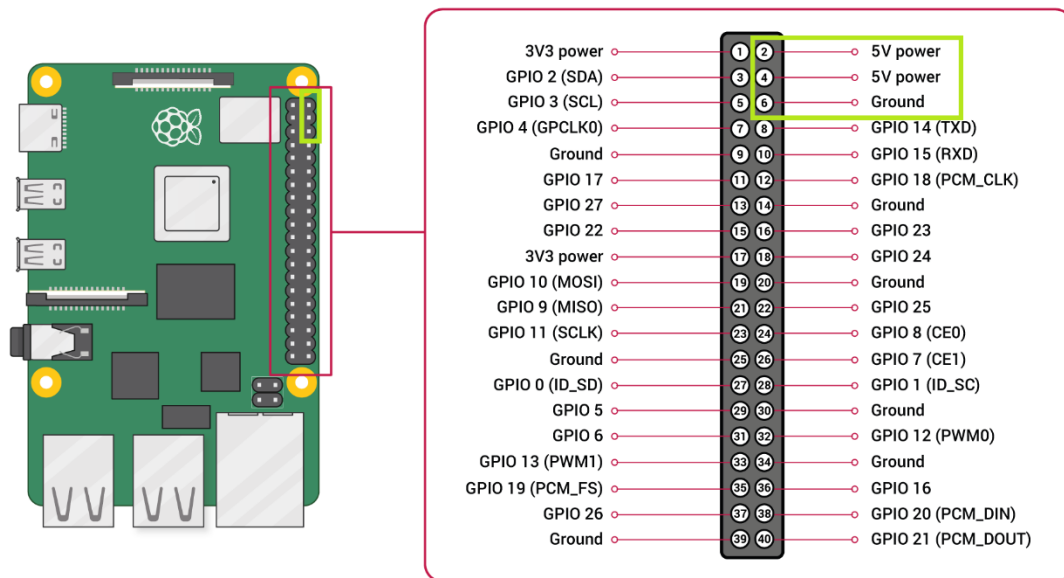 3V3 power 1 2 5V power
GPIO 2 (SDA) 3 4 5V power
GPIO 3 (SCL) 5 6 Ground
GPIO 4 (GPCLK0) 7 8 GPIO 14 (TXD)
Ground 9 10 GPIO 15 (RXD)
GPIO 17 11 12 GPIO 18 (PCM_CLK)
GPIO 27 13 14 Ground
GPIO 22 15 16 GPIO 23
3V3 power 17 18 GPIO 24
GPIO 10 (MOSI) 19 20 Ground
GPIO 9 (MISO) 21 22 GPIO 25
GPIO 11 (SCLK) 23 24 GPIO 8 (CE0)
Ground 25 26 GPIO 7 (CE1)
GPIO 0 (ID_SD) 27 28 GPIO 1 (ID_SC)
GPIO 5 29 30 Ground
GPIO 6 31 32 GPIO 12 (PWM0)
GPIO 13 (PWM1) 33 34 Ground
GPIO 19 (PCM_FS) 35 36 GPIO 16
GPIO 26 37 38 GPIO 20 (PCM_DIN)
Ground 39 40 GPIO 21 (PCM_DOUT)